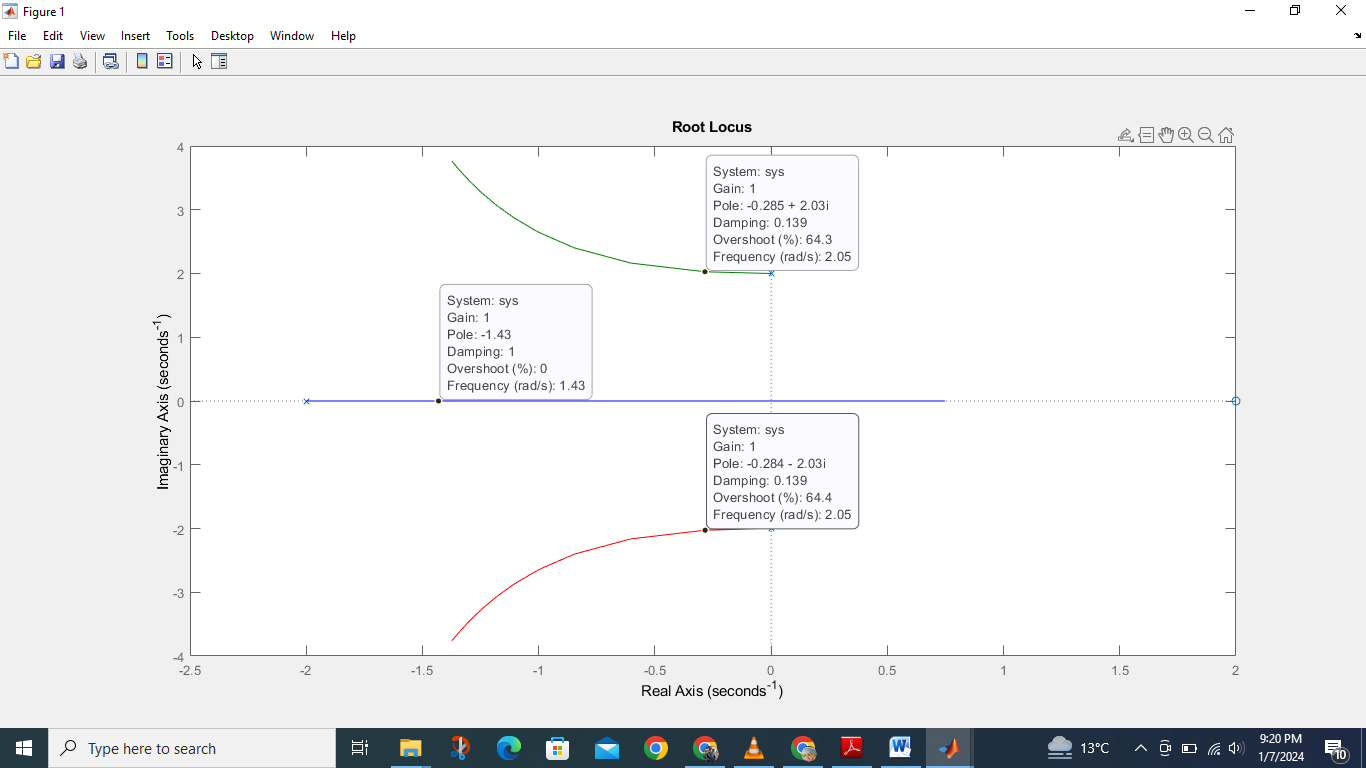 Figure 1
File Edit View Insert Tools Desktop Window Help
Root Locus
System: sys
Gain: 1
Pole: -0.285 + 2.03i
Damping: 0.139
Overshoot (%): 64.3
Frequency (rad/s): 2.05
System: sys
Gain: 1
Pole: -1.43
Damping: 1
Overshoot (%): 0
Frequency (rad/s): 1.43
System: sys
Gain: 1
Pole: -0.284 - 2.03i
Damping: 0.139
Overshoot (%): 64.4
Frequency (rad/s): 2.05
4
3
2
1
0
-1
-2
-3
-4
Imaginary Axis (seconds-1)
-2.5 -2 -1.5 -1 -0.5 0 0.5 1 1.5 2
Real Axis (seconds-1)
Type here to search
13°C
9:20 PM
1/7/2024
10